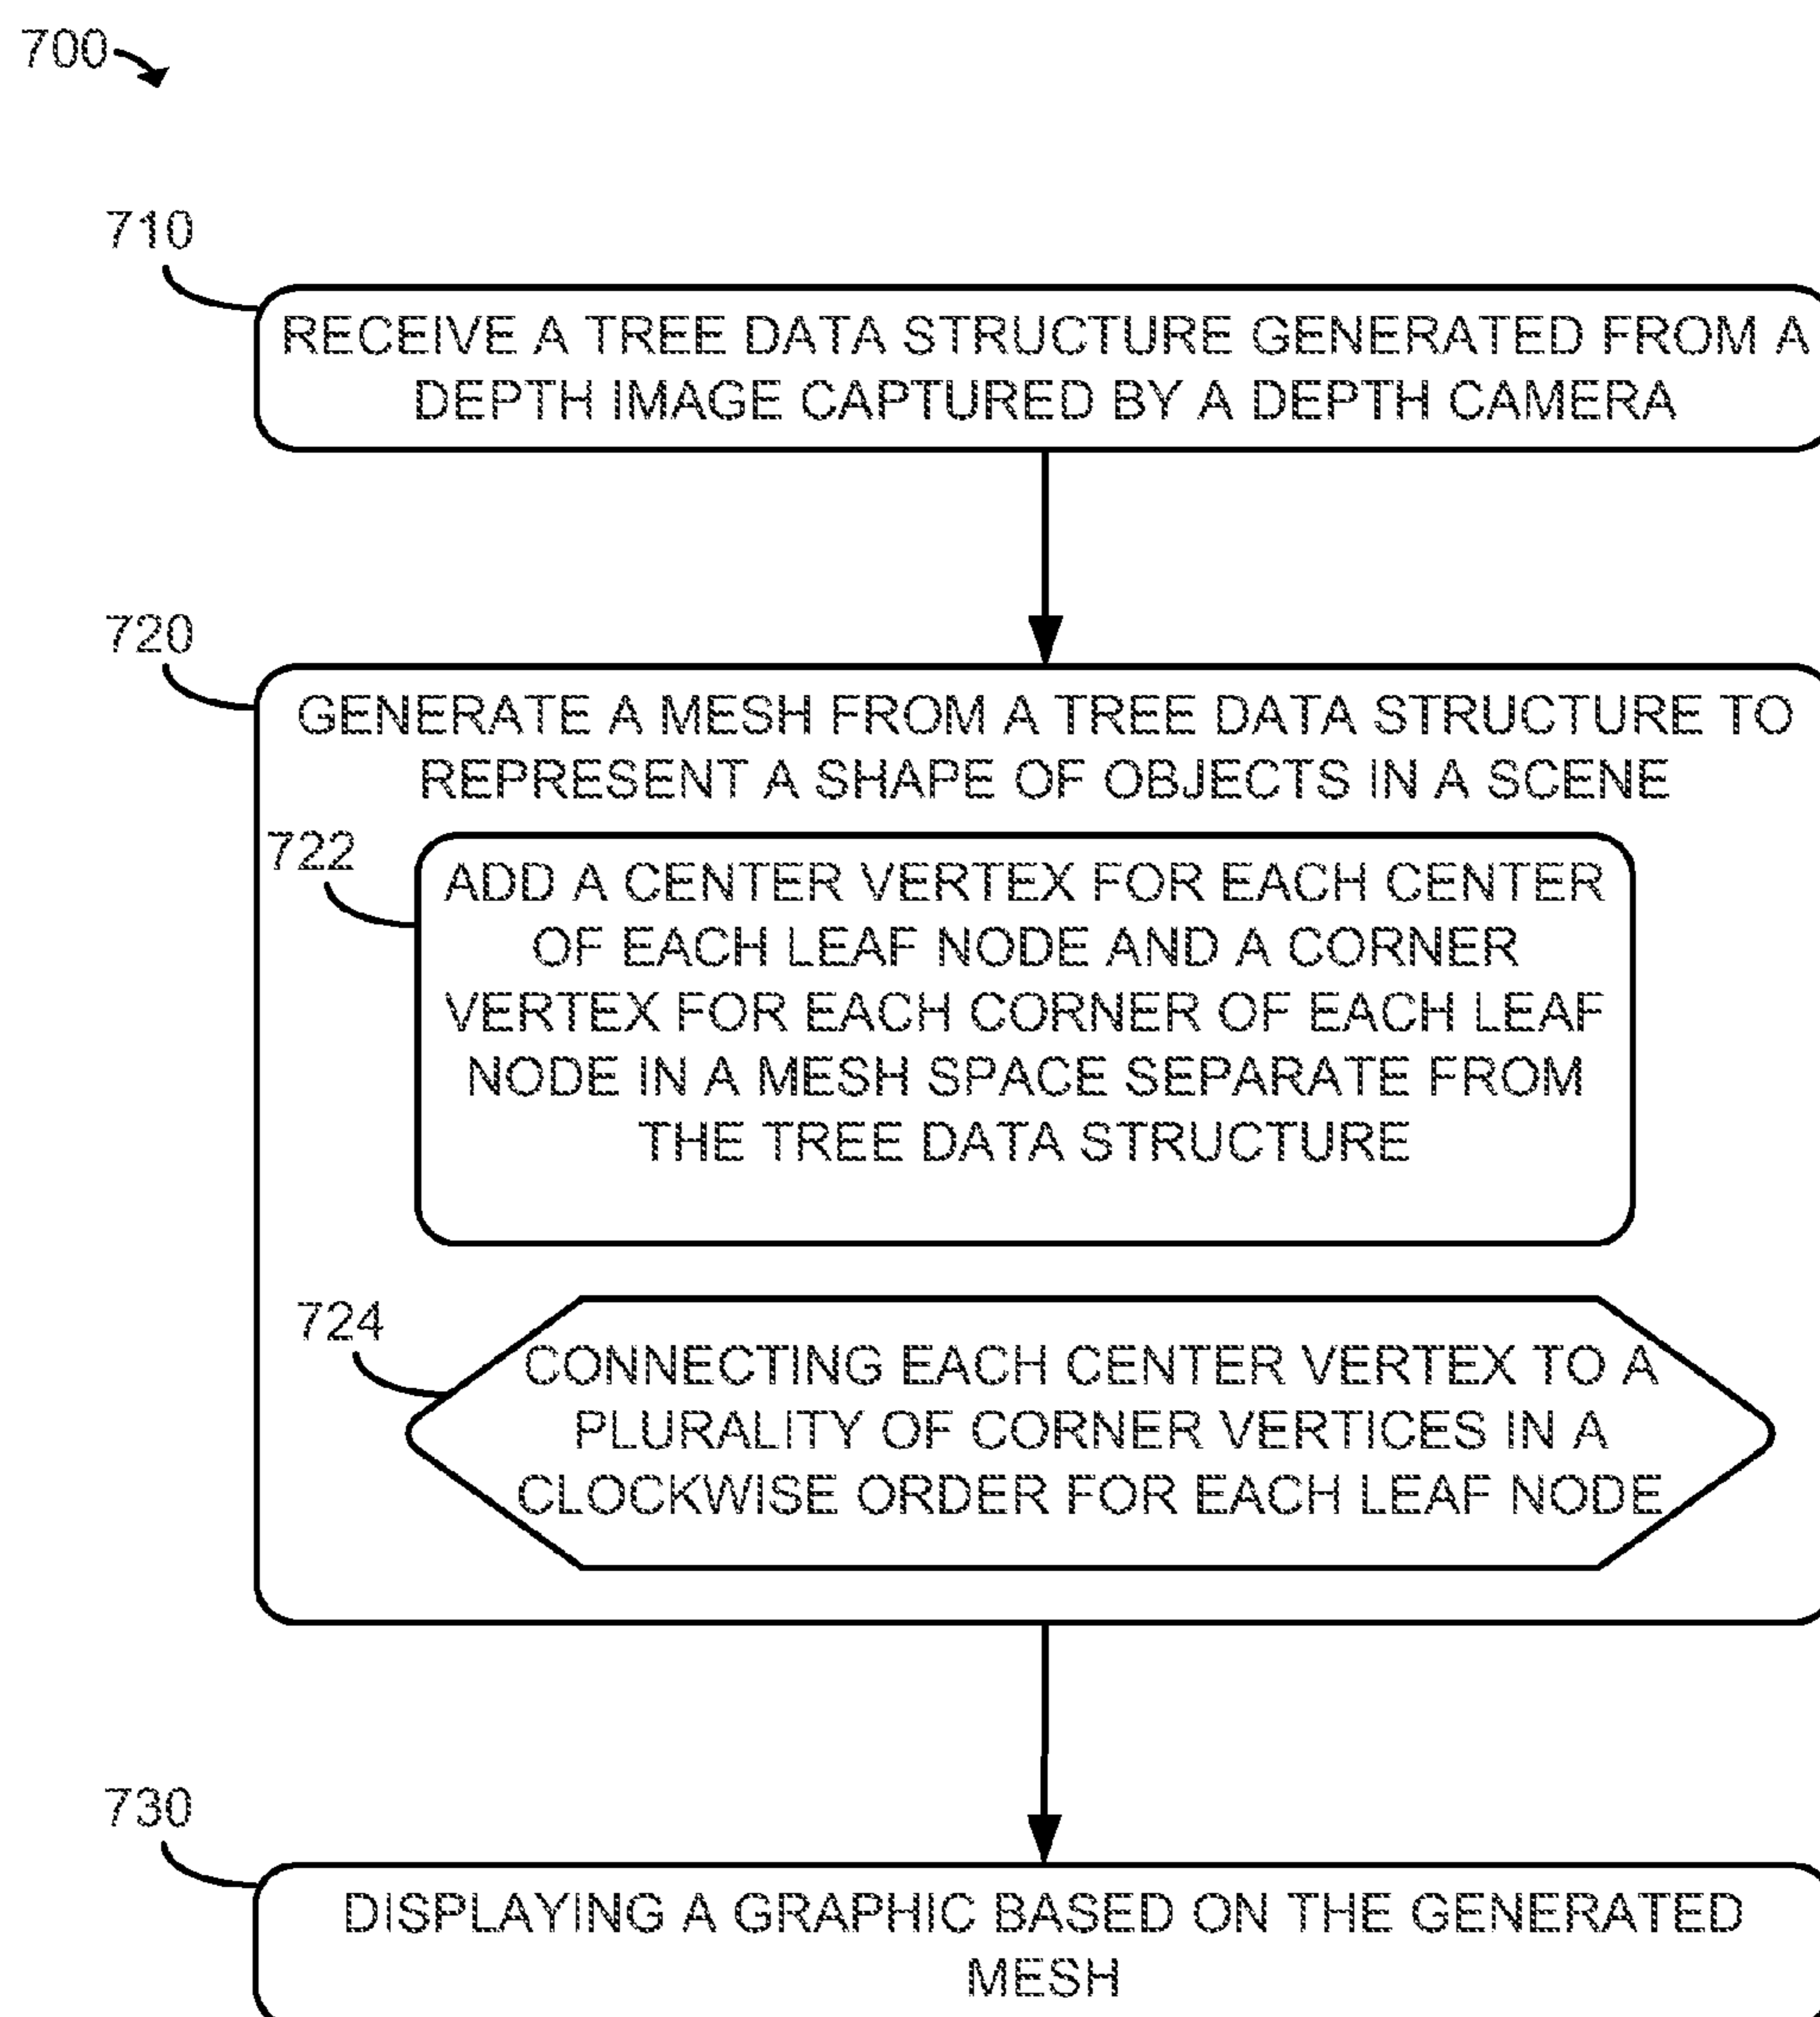 700
710
RECEIVE A TREE DATA STRUCTURE GENERATED FROM A
DEPTH IMAGE CAPTURED BY A DEPTH CAMERA
720
GENERATE A MESH FROM A TREE DATA STRUCTURE TO
REPRESENT A SHAPE OF OBJECTS IN A SCENE
722
ADD A CENTER VERTEX FOR EACH CENTER
OF EACH LEAF NODE AND A CORNER
VERTEX FOR EACH CORNER OF EACH LEAF
NODE IN A MESH SPACE SEPARATE FROM
THE TREE DATA STRUCTURE
724
CONNECTING EACH CENTER VERTEX TO A
PLURALITY OF CORNER VERTICES IN A
CLOCKWISE ORDER FOR EACH LEAF NODE
730
DISPLAYING A GRAPHIC BASED ON THE GENERATED
MESH